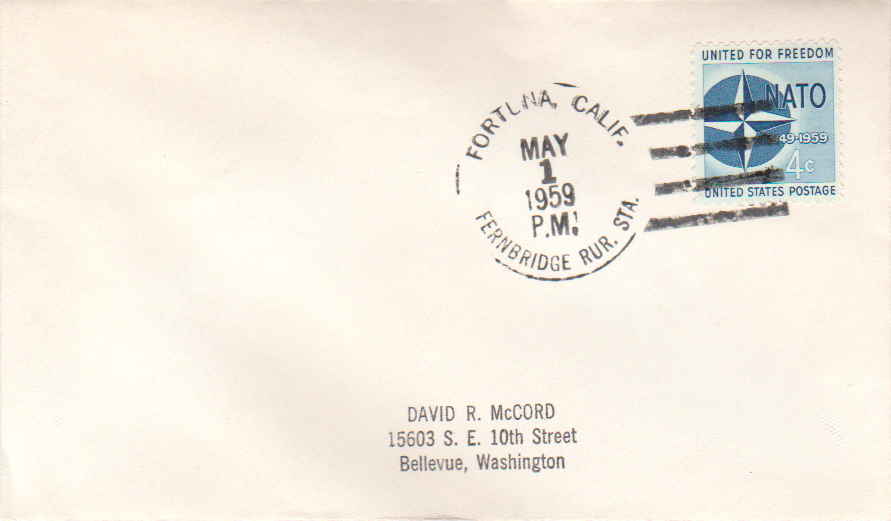 UNITED FOR FREEDOM
NATO
49-1959
4c
UNITED STATES POSTAGE
FORTUNA, CALIF.
MAY
1
1959
P.M.
FERNBRIDGE RUR. STA.
DAVID R. McCORD
15603 S. E. 10th Street
Bellevue, Washington